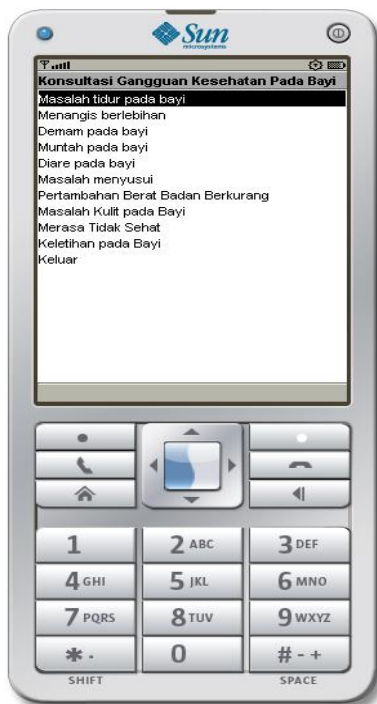 Sun
microsystems
Konsultasi Gangguan Kesehatan Pada Bayi
Masalah tidur pada bayi
Menangis berlebihan
Demam pada bayi
Muntah pada bayi
Diare pada bayi
Masalah menyusui
Pertambahan Berat Badan Berkurang
Masalah Kulit pada Bayi
Merasa Tidak Sehat
Keletihan pada Bayi
Keluar
1 2 ABC 3 DEF
4 GHI 5 JKL 6 MNO
7 PQRS 8 TUV 9 WXYZ
* . 0 # - +
SHIFT SPACE